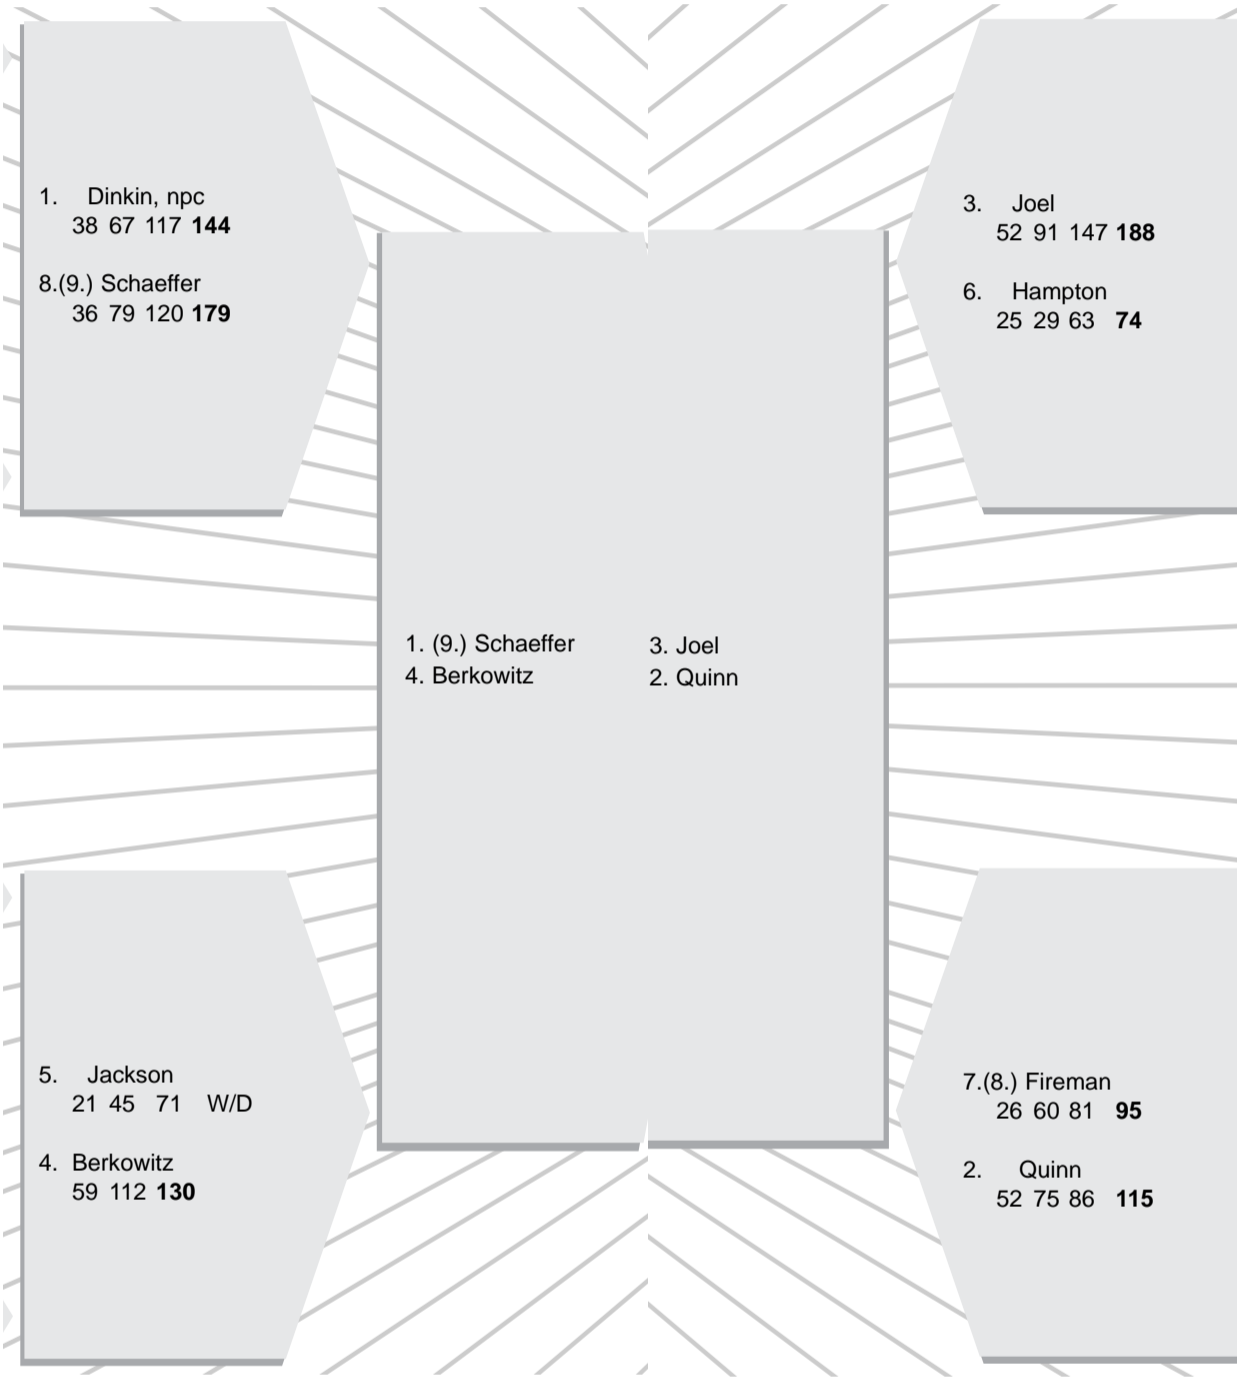 1. Dinkin, npc
38 67 117 144
8.(9.) Schaeffer
36 79 120 179
5. Jackson
21 45 71 W/D
4. Berkowitz
59 112 130
1. (9.) Schaeffer
4. Berkowitz
3. Joel
2. Quinn
3. Joel
52 91 147 188
6. Hampton
25 29 63 74
7.(8.) Fireman
26 60 81 95
2. Quinn
52 75 86 115